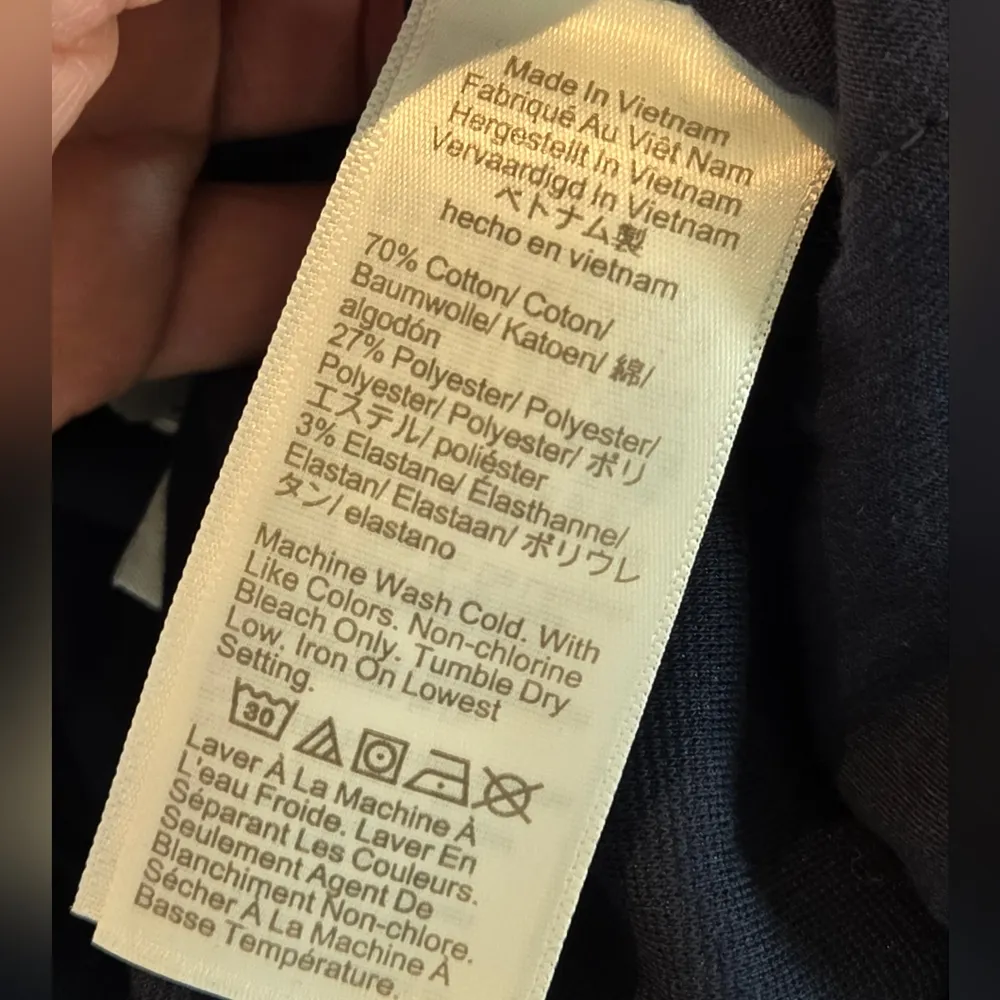 Made In Vietnam
Fabriqué Au Viêt Nam
Hergestellt In Vietnam
Vervaardigd In Vietnam
ベトナム製
hecho en vietnam
70% Cotton/ Coton/
Baumwolle/ Katoen/ 綿/
algodón
27% Polyester/ Polyester/
Polyester/ Polyester/ ポリ
エステル/ poliéster
3% Elastane/ Élasthanne/
Elastan/ Elastaan/ ポリウレ
タン/ elastano
Machine Wash Cold. With
Like Colors. Non-chlorine
Bleach Only. Tumble Dry
Low. Iron On Lowest
Setting.
30
Laver À La Machine À
L'eau Froide. Laver En
Séparant Les Couleurs.
Seulement Agent De
Blanchiment Non-chlore.
Sécher À La Machine À
Basse Température.